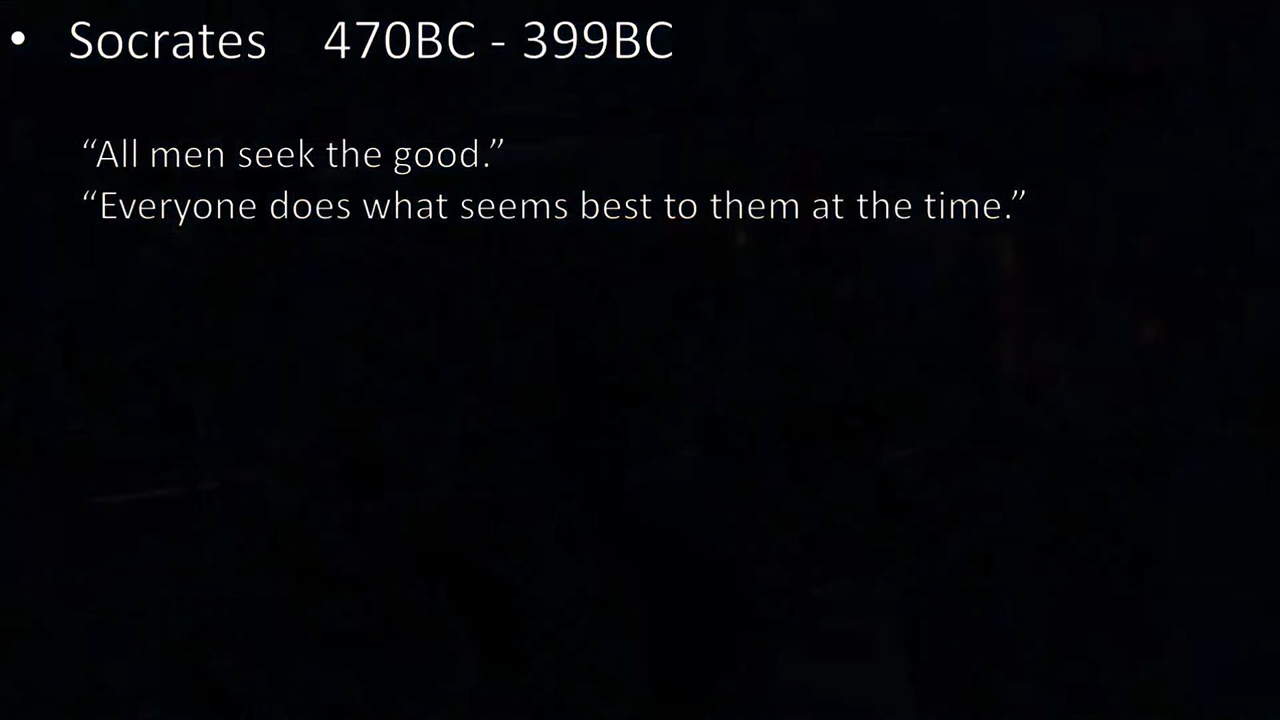 • Socrates 470BC - 399BC
“All men seek the good.”
“Everyone does what seems best to them at the time.”